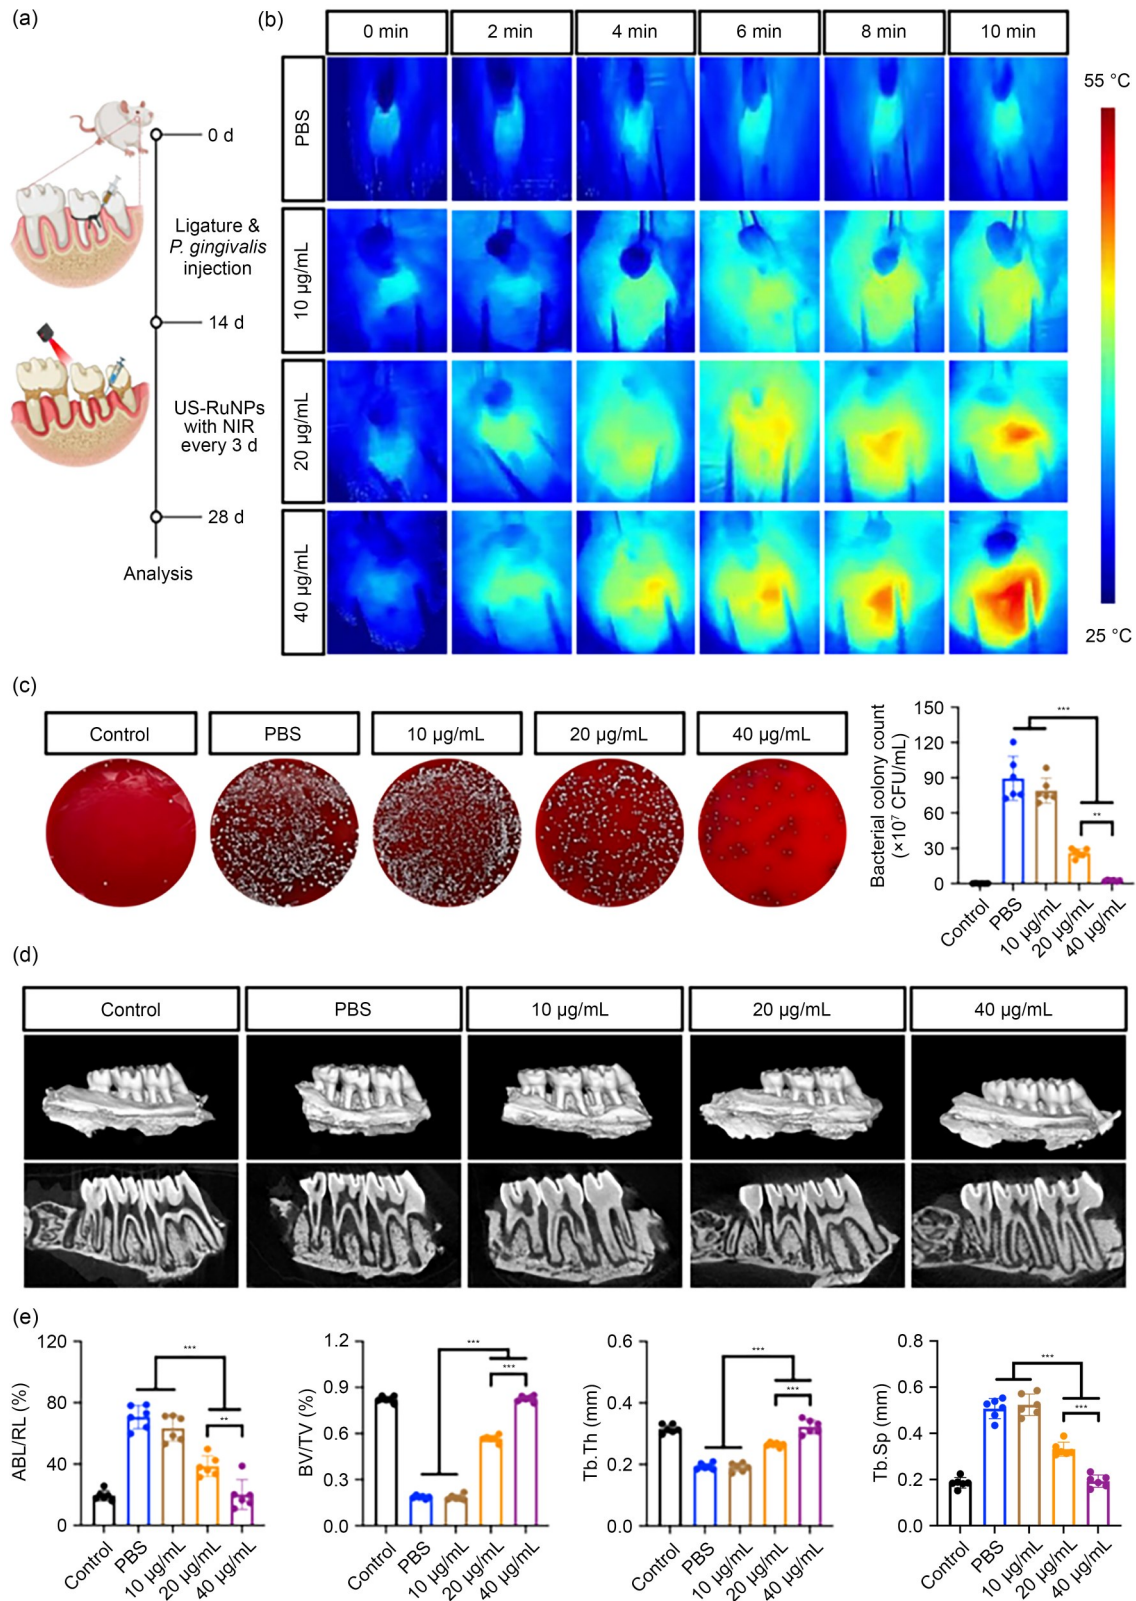 (a)
0 d
Ligature &
P. gingivalis
injection
14 d
US-RuNPs
with NIR
every 3 d
28 d
Analysis
(b)
0 min
2 min
4 min
6 min
8 min
10 min
PBS
10 µg/mL
20 µg/mL
40 µg/mL
55 °C
25 °C
(c)
Control
PBS
10 µg/mL
20 µg/mL
40 µg/mL
Bacterial colony count
(×10⁷ CFU/mL)
150
120
90
60
30
0
***
**
Control
PBS
10 µg/mL
20 µg/mL
40 µg/mL
(d)
Control
PBS
10 µg/mL
20 µg/mL
40 µg/mL
(e)
ABL/RL (%)
120
80
40
0
***
**
Control
PBS
10 µg/mL
20 µg/mL
40 µg/mL
BV/TV (%)
1.2
0.9
0.6
0.3
0.0
***
***
Control
PBS
10 µg/mL
20 µg/mL
40 µg/mL
Tb.Th (mm)
0.6
0.4
0.2
0.0
***
***
Control
PBS
10 µg/mL
20 µg/mL
40 µg/mL
Tb.Sp (mm)
0.8
0.6
0.4
0.2
0.0
***
***
Control
PBS
10 µg/mL
20 µg/mL
40 µg/mL